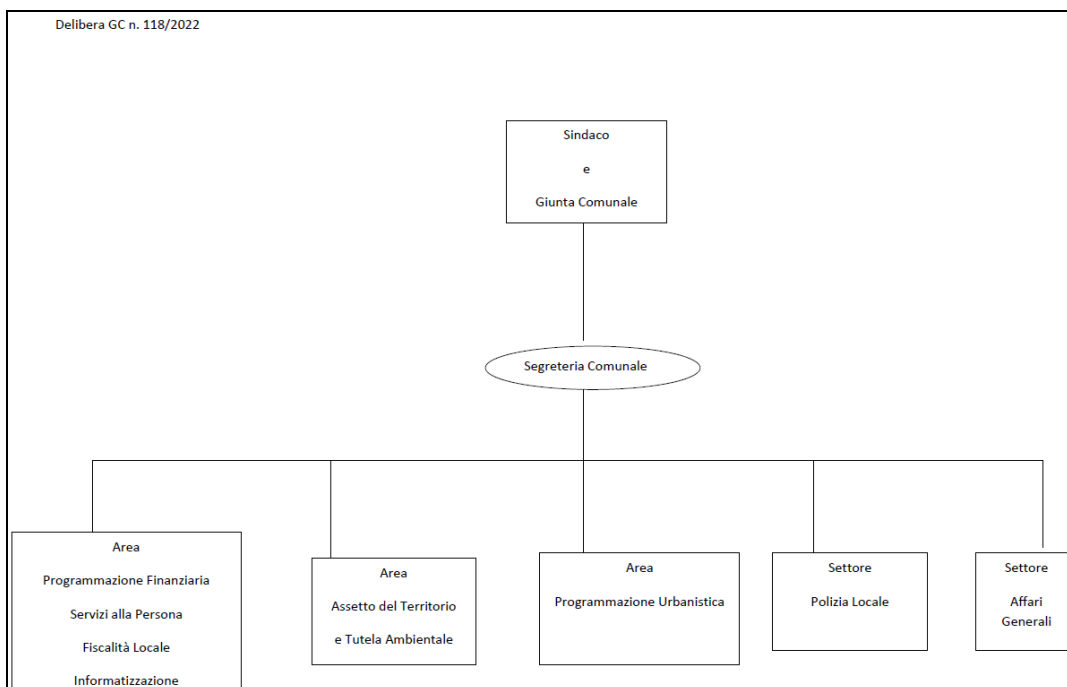 Delibera GC n. 118/2022
Sindaco
e
Giunta Comunale
Segreteria Comunale
Area
Programmazione Finanziaria
Servizi alla Persona
Fiscalità Locale
Informatizzazione
Area
Assetto del Territorio
e Tutela Ambientale
Area
Programmazione Urbanistica
Settore
Polizia Locale
Settore
Affari
Generali